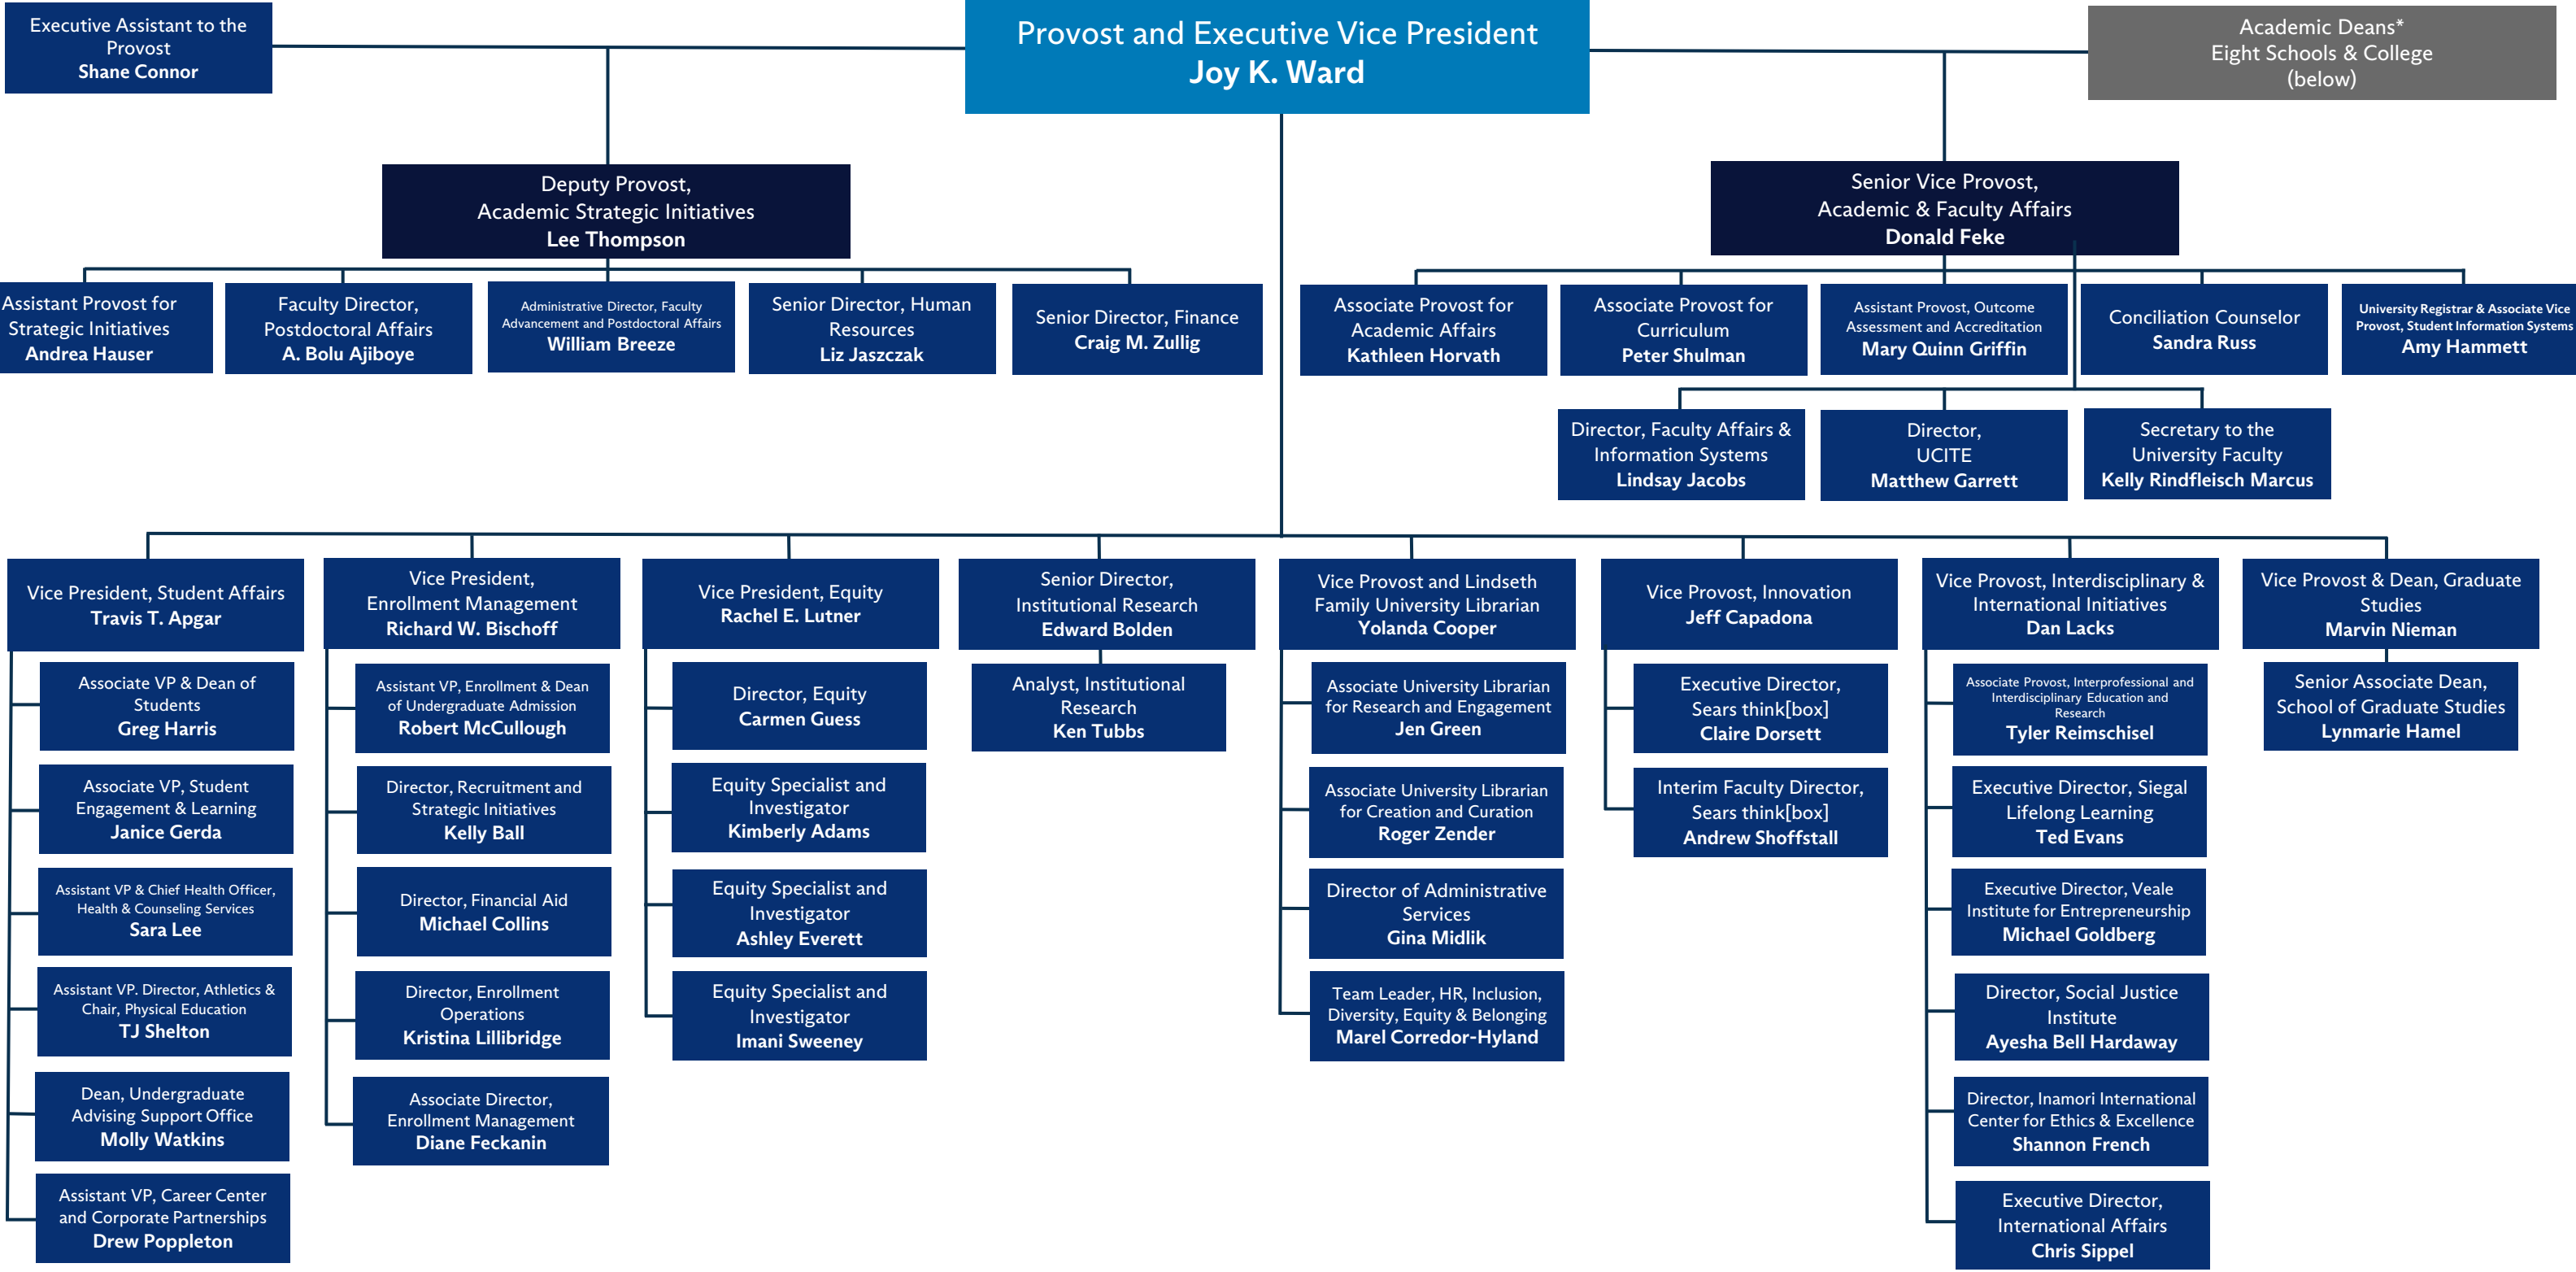 Executive Assistant to the
Provost
Shane Connor
Provost and Executive Vice President
Joy K. Ward
Academic Deans*
Eight Schools & College
(below)
Deputy Provost,
Academic Strategic Initiatives
Lee Thompson
Senior Vice Provost,
Academic & Faculty Affairs
Donald Feke
Assistant Provost for
Strategic Initiatives
Andrea Hauser
Faculty Director,
Postdoctoral Affairs
A. Bolu Ajiboye
Administrative Director, Faculty
Advancement and Postdoctoral Affairs
William Breeze
Senior Director, Human
Resources
Liz Jaszczak
Senior Director, Finance
Craig M. Zullig
Associate Provost for
Academic Affairs
Kathleen Horvath
Associate Provost for
Curriculum
Peter Shulman
Assistant Provost, Outcome
Assessment and Accreditation
Mary Quinn Griffin
Conciliation Counselor
Sandra Russ
University Registrar & Associate Vice
Provost, Student Information Systems
Amy Hammett
Director, Faculty Affairs &
Information Systems
Lindsay Jacobs
Director,
UCITE
Matthew Garrett
Secretary to the
University Faculty
Kelly Rindfleisch Marcus
Vice President, Student Affairs
Travis T. Apgar
Associate VP & Dean of
Students
Greg Harris
Associate VP, Student
Engagement & Learning
Janice Gerda
Assistant VP & Chief Health Officer,
Health & Counseling Services
Sara Lee
Assistant VP. Director, Athletics &
Chair, Physical Education
TJ Shelton
Dean, Undergraduate
Advising Support Office
Molly Watkins
Assistant VP, Career Center
and Corporate Partnerships
Drew Poppleton
Vice President,
Enrollment Management
Richard W. Bischoff
Assistant VP, Enrollment & Dean
of Undergraduate Admission
Robert McCullough
Director, Recruitment and
Strategic Initiatives
Kelly Ball
Director, Financial Aid
Michael Collins
Director, Enrollment
Operations
Kristina Lillibridge
Associate Director,
Enrollment Management
Diane Feckanin
Vice President, Equity
Rachel E. Lutner
Director, Equity
Carmen Guess
Equity Specialist and
Investigator
Kimberly Adams
Equity Specialist and
Investigator
Ashley Everett
Equity Specialist and
Investigator
Imani Sweeney
Senior Director,
Institutional Research
Edward Bolden
Analyst, Institutional
Research
Ken Tubbs
Vice Provost and Lindseth
Family University Librarian
Yolanda Cooper
Associate University Librarian
for Research and Engagement
Jen Green
Associate University Librarian
for Creation and Curation
Roger Zender
Director of Administrative
Services
Gina Midlik
Team Leader, HR, Inclusion,
Diversity, Equity & Belonging
Marel Corredor-Hyland
Vice Provost, Innovation
Jeff Capadona
Executive Director,
Sears think[box]
Claire Dorsett
Interim Faculty Director,
Sears think[box]
Andrew Shoffstall
Vice Provost, Interdisciplinary &
International Initiatives
Dan Lacks
Associate Provost, Interprofessional and
Interdisciplinary Education and
Research
Tyler Reimschisel
Executive Director, Siegal
Lifelong Learning
Ted Evans
Executive Director, Veale
Institute for Entrepreneurship
Michael Goldberg
Director, Social Justice
Institute
Ayesha Bell Hardaway
Director, Inamori International
Center for Ethics & Excellence
Shannon French
Executive Director,
International Affairs
Chris Sippel
Vice Provost & Dean, Graduate
Studies
Marvin Nieman
Senior Associate Dean,
School of Graduate Studies
Lynmarie Hamel